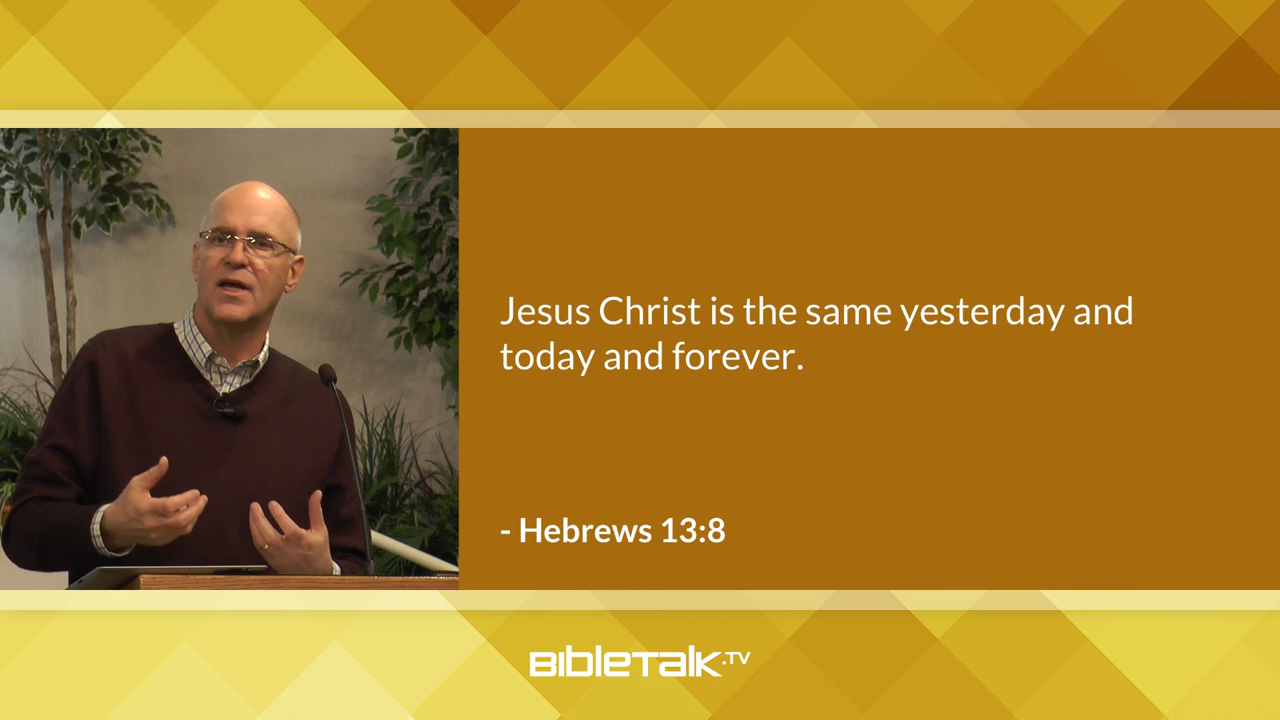 Jesus Christ is the same yesterday and
today and forever.
- Hebrews 13:8
BibleTalk.TV